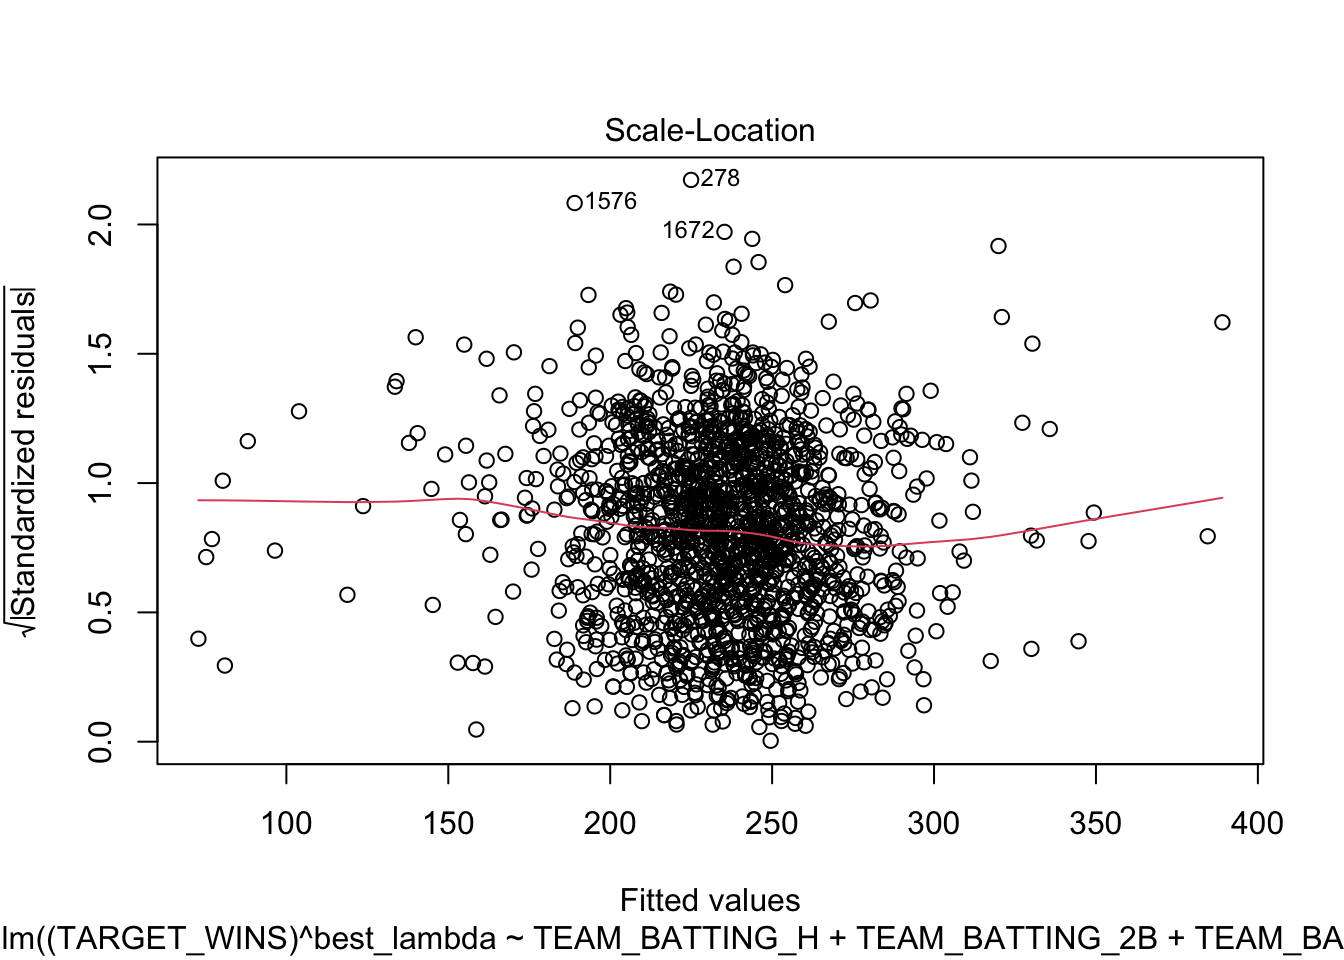 Scale-Location
278
1576
1672
√|Standardized residuals|
2.0
1.5
1.0
0.5
0.0
100 150 200 250 300 350 400
Fitted values
lm((TARGET_WINS)^best_lambda ~ TEAM_BATTING_H + TEAM_BATTING_2B + TEAM_BA